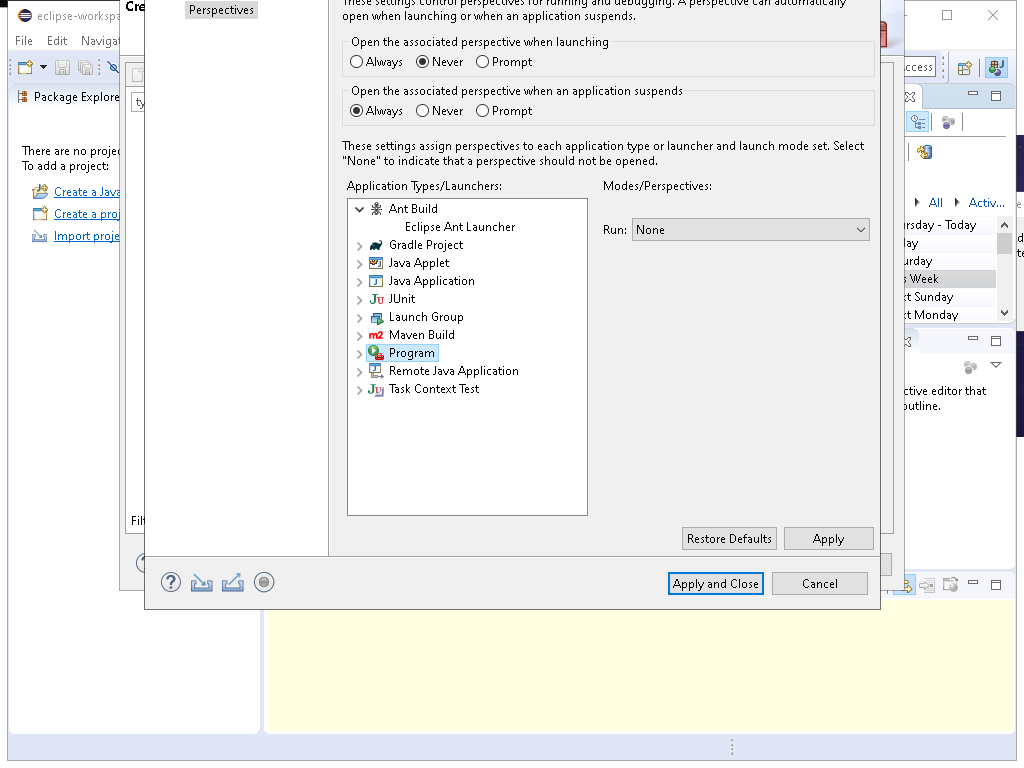 Perspectives
These settings control perspectives for running and debugging. A perspective can automatically
open when launching or when an application suspends.
Open the associated perspective when launching
Always
Never
Prompt
Open the associated perspective when an application suspends
Always
Never
Prompt
These settings assign perspectives to each application type or launcher and launch mode set. Select
"None" to indicate that a perspective should not be opened.
Application Types/Launchers:
Modes/Perspectives:
Ant Build
Eclipse Ant Launcher
Gradle Project
Java Applet
Java Application
JUnit
Launch Group
Maven Build
Program
Remote Java Application
Task Context Test
Run:
None
Restore Defaults
Apply
Apply and Close
Cancel
eclipse-workspa
File
Edit
Navigat
Cre
ty
Filt
Package Explore
There are no projec
To add a project:
Create a Java
Create a proj
Import proje
ccess
All
Activ...
ursday - Today
day
urday
s Week
xt Sunday
xt Monday
ctive editor that
outline.